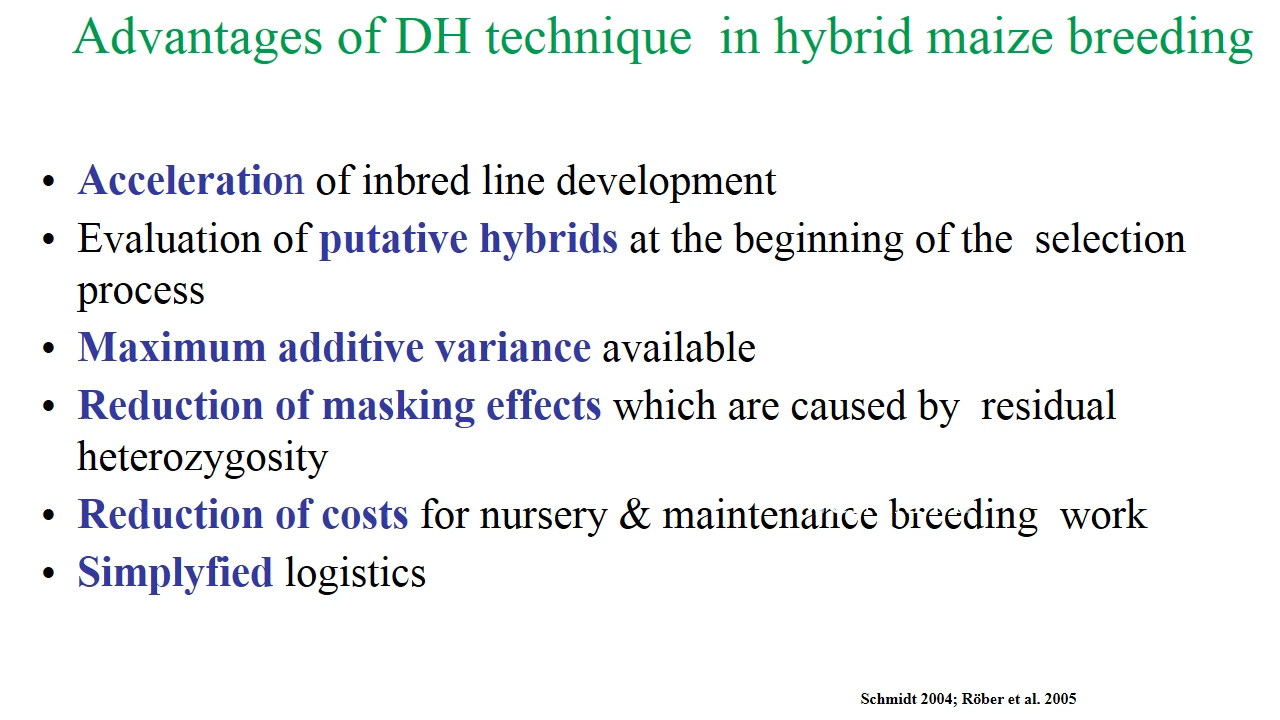 Advantages of DH technique in hybrid maize breeding
• Acceleration of inbred line development
• Evaluation of putative hybrids at the beginning of the selection
process
• Maximum additive variance available
• Reduction of masking effects which are caused by residual
heterozygosity
• Reduction of costs for nursery & maintenance breeding work
• Simplyfied logistics
Schmidt 2004; Röber et al. 2005